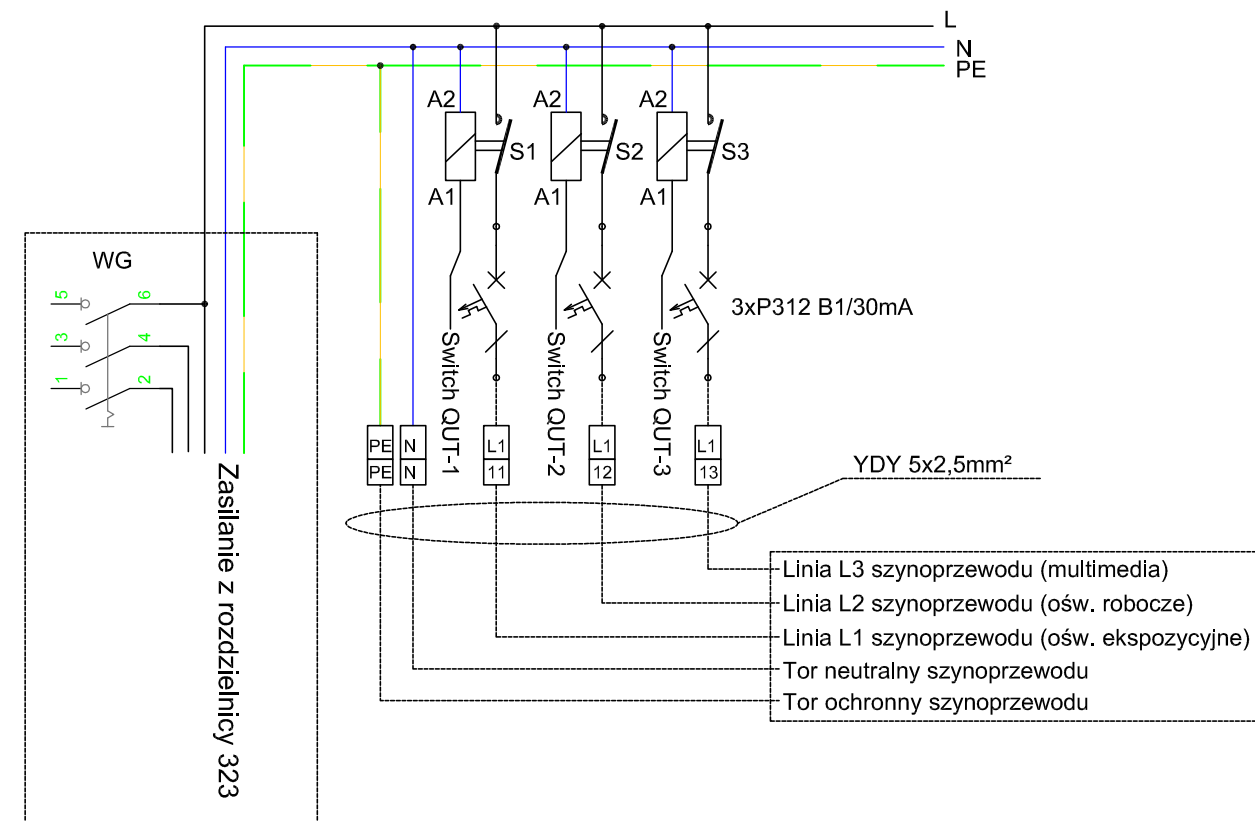 L
N
PE
A2
A2
A2
S1
S2
S3
A1
A1
A1
WG
5
6
3
4
1
2
3xP312 B1/30mA
Switch QUT-1
Switch QUT-2
Switch QUT-3
PE
N
L1
L1
L1
PE
N
11
12
13
YDY 5x2,5mm²
Zasilanie z rozdzielnicy 323
Linia L3 szynoprzewodu (multimedia)
Linia L2 szynoprzewodu (ośw. robocze)
Linia L1 szynoprzewodu (ośw. ekspozycyjne)
Tor neutralny szynoprzewodu
Tor ochronny szynoprzewodu